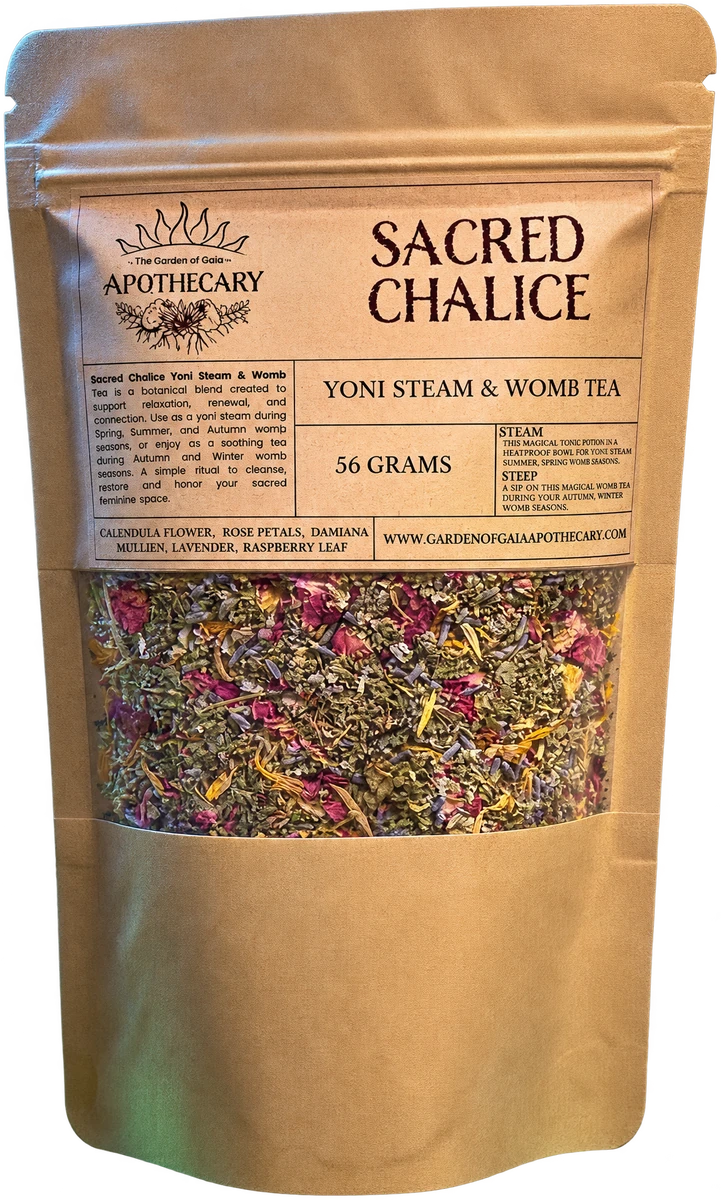 The Garden of Gaia
APOTHECARY
SACRED
CHALICE
Sacred Chalice Yoni Steam & Womb
Tea is a botanical blend created to
support relaxation, renewal, and
connection. Use as a yoni steam during
Spring, Summer, and Autumn womb
seasons, or enjoy as a soothing tea
during Autumn and Winter womb
seasons. A simple ritual to cleanse,
restore and honor your sacred
feminine space.
YONI STEAM & WOMB TEA
56 GRAMS
STEAM
THIS MAGICAL TONIC POTION IN A
HEATPROOF BOWL FOR YONI STEAM
SUMMER, SPRING WOMB SEASONS.
STEEP
A SIP ON THIS MAGICAL WOMB TEA
DURING YOUR AUTUMN, WINTER
WOMB SEASONS.
CALENDULA FLOWER, ROSE PETALS, DAMIANA
MULLIEN, LAVENDER, RASPBERRY LEAF
WWW.GARDENOFGAIAAPOTHECARY.COM